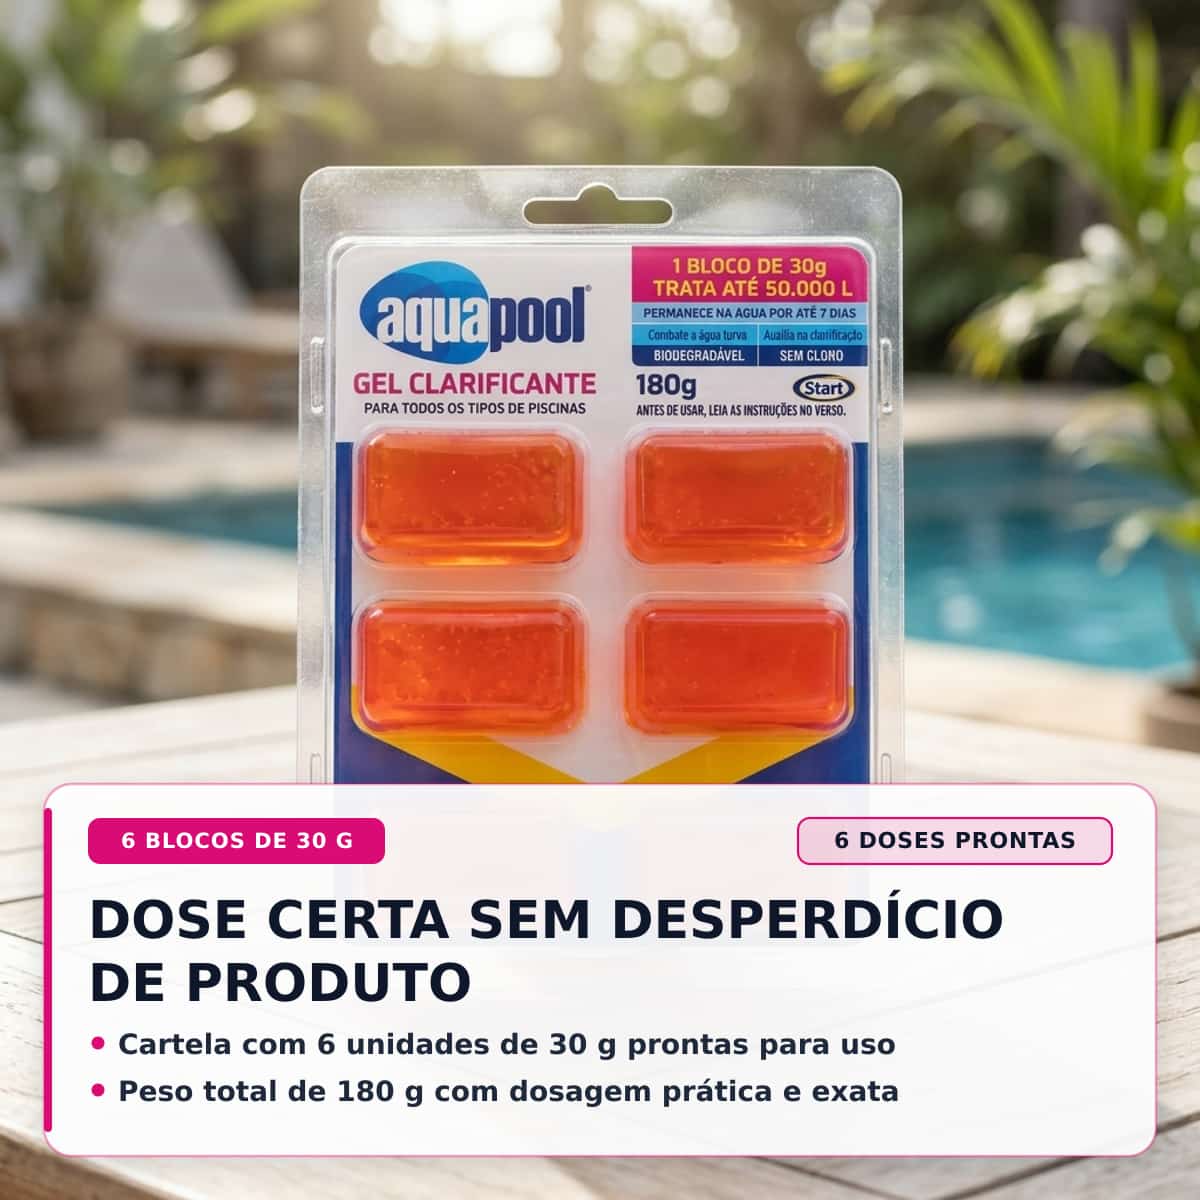 aquapool®
GEL CLARIFICANTE
PARA TODOS OS TIPOS DE PISCINAS
1 BLOCO DE 30g
TRATA ATÉ 50.000 L
PERMANECE NA AGUA POR ATÉ 7 DIAS
Combate a água turva
Auxilia na clarificação
BIODEGRADÁVEL
SEM CLONO
180g
Start
ANTES DE USAR, LEIA AS INSTRUÇÕES NO VERSO.
6 BLOCOS DE 30 G
6 DOSES PRONTAS
DOSE CERTA SEM DESPERDÍCIO
DE PRODUTO
• Cartela com 6 unidades de 30 g prontas para uso
• Peso total de 180 g com dosagem prática e exata